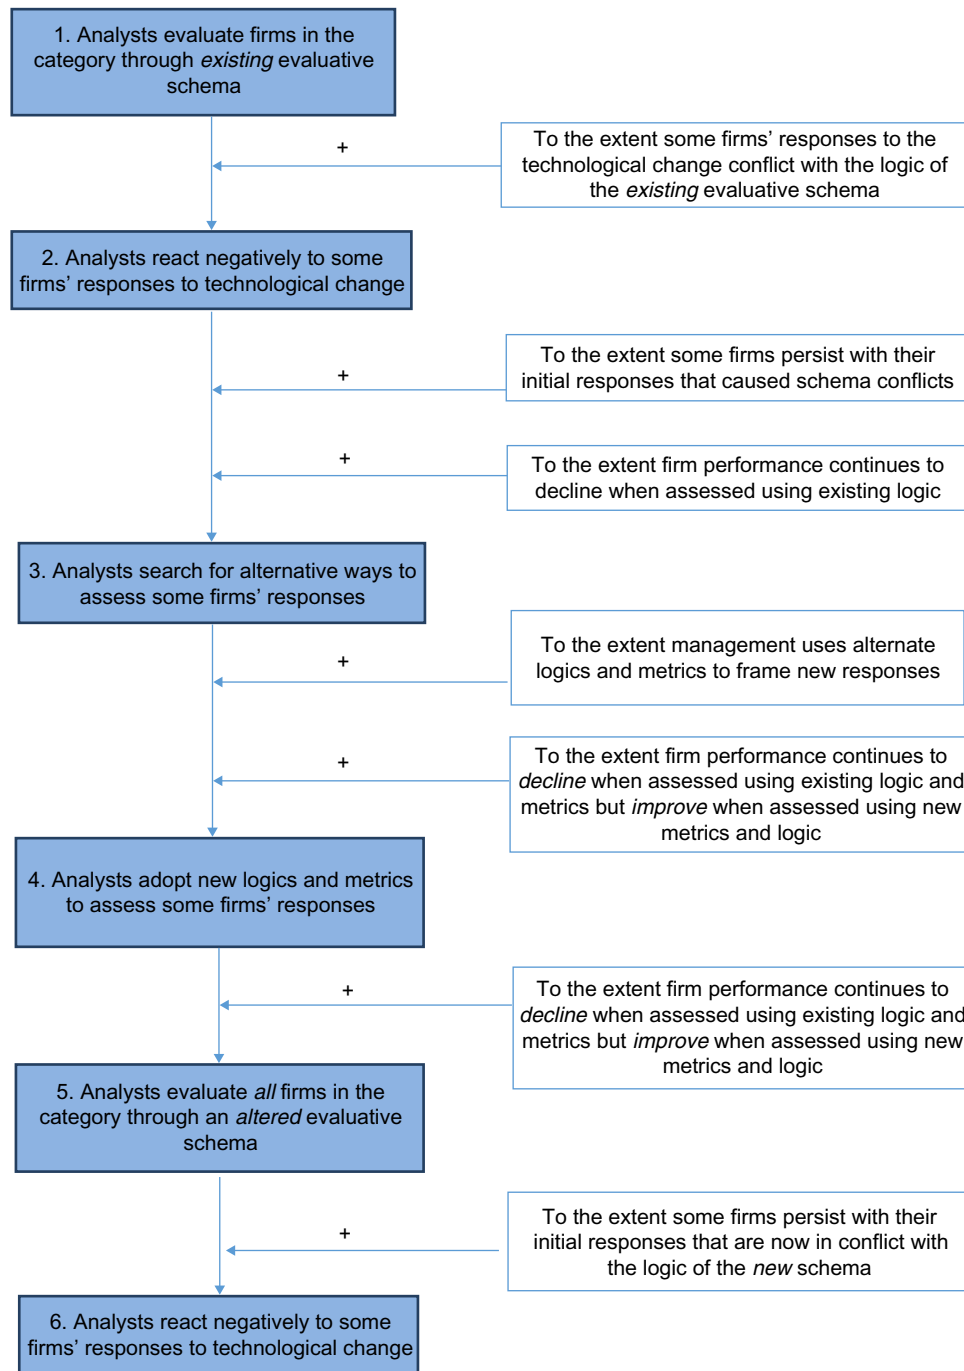 1. Analysts evaluate firms in the
category through existing evaluative
schema
+
To the extent some firms’ responses to the
technological change conflict with the logic of
the existing evaluative schema
2. Analysts react negatively to some
firms’ responses to technological change
+
To the extent some firms persist with their
initial responses that caused schema conflicts
+
To the extent firm performance continues to
decline when assessed using existing logic
3. Analysts search for alternative ways to
assess some firms’ responses
+
To the extent management uses alternate
logics and metrics to frame new responses
+
To the extent firm performance continues to
decline when assessed using existing logic and
metrics but improve when assessed using new
metrics and logic
4. Analysts adopt new logics and metrics
to assess some firms’ responses
+
To the extent firm performance continues to
decline when assessed using existing logic and
metrics but improve when assessed using new
metrics and logic
5. Analysts evaluate all firms in the
category through an altered evaluative
schema
+
To the extent some firms persist with their
initial responses that are now in conflict with
the logic of the new schema
6. Analysts react negatively to some
firms’ responses to technological change